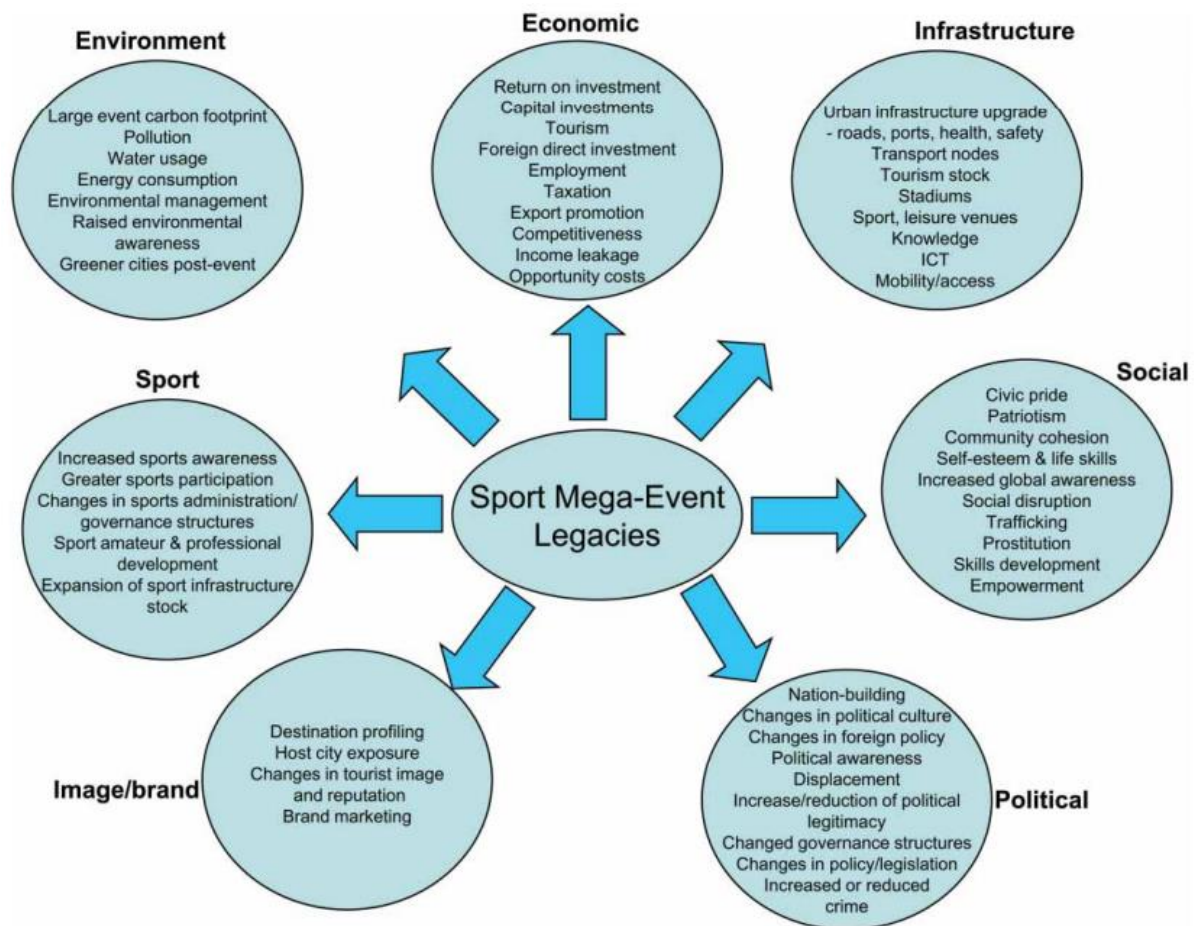 Environment
Large event carbon footprint
Pollution
Water usage
Energy consumption
Environmental management
Raised environmental
awareness
Greener cities post-event
Economic
Return on investment
Capital investments
Tourism
Foreign direct investment
Employment
Taxation
Export promotion
Competitiveness
Income leakage
Opportunity costs
Infrastructure
Urban infrastructure upgrade
- roads, ports, health, safety
Transport nodes
Tourism stock
Stadiums
Sport, leisure venues
Knowledge
ICT
Mobility/access
Sport
Increased sports awareness
Greater sports participation
Changes in sports administration/
governance structures
Sport amateur & professional
development
Expansion of sport infrastructure
stock
Sport Mega-Event
Legacies
Social
Civic pride
Patriotism
Community cohesion
Self-esteem & life skills
Increased global awareness
Social disruption
Trafficking
Prostitution
Skills development
Empowerment
Image/brand
Destination profiling
Host city exposure
Changes in tourist image
and reputation
Brand marketing
Political
Nation-building
Changes in political culture
Changes in foreign policy
Political awareness
Displacement
Increase/reduction of political
legitimacy
Changed governance structures
Changes in policy/legislation
Increased or reduced
crime